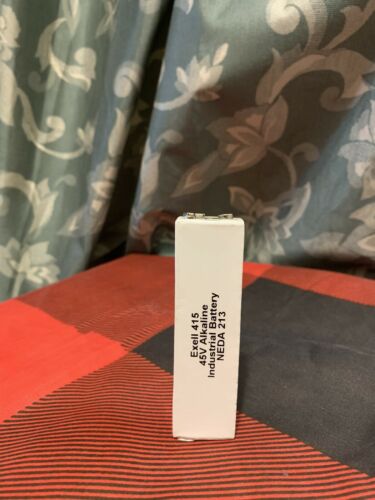 Exell 415
45V Alkaline
Industrial Battery
NEDA 213